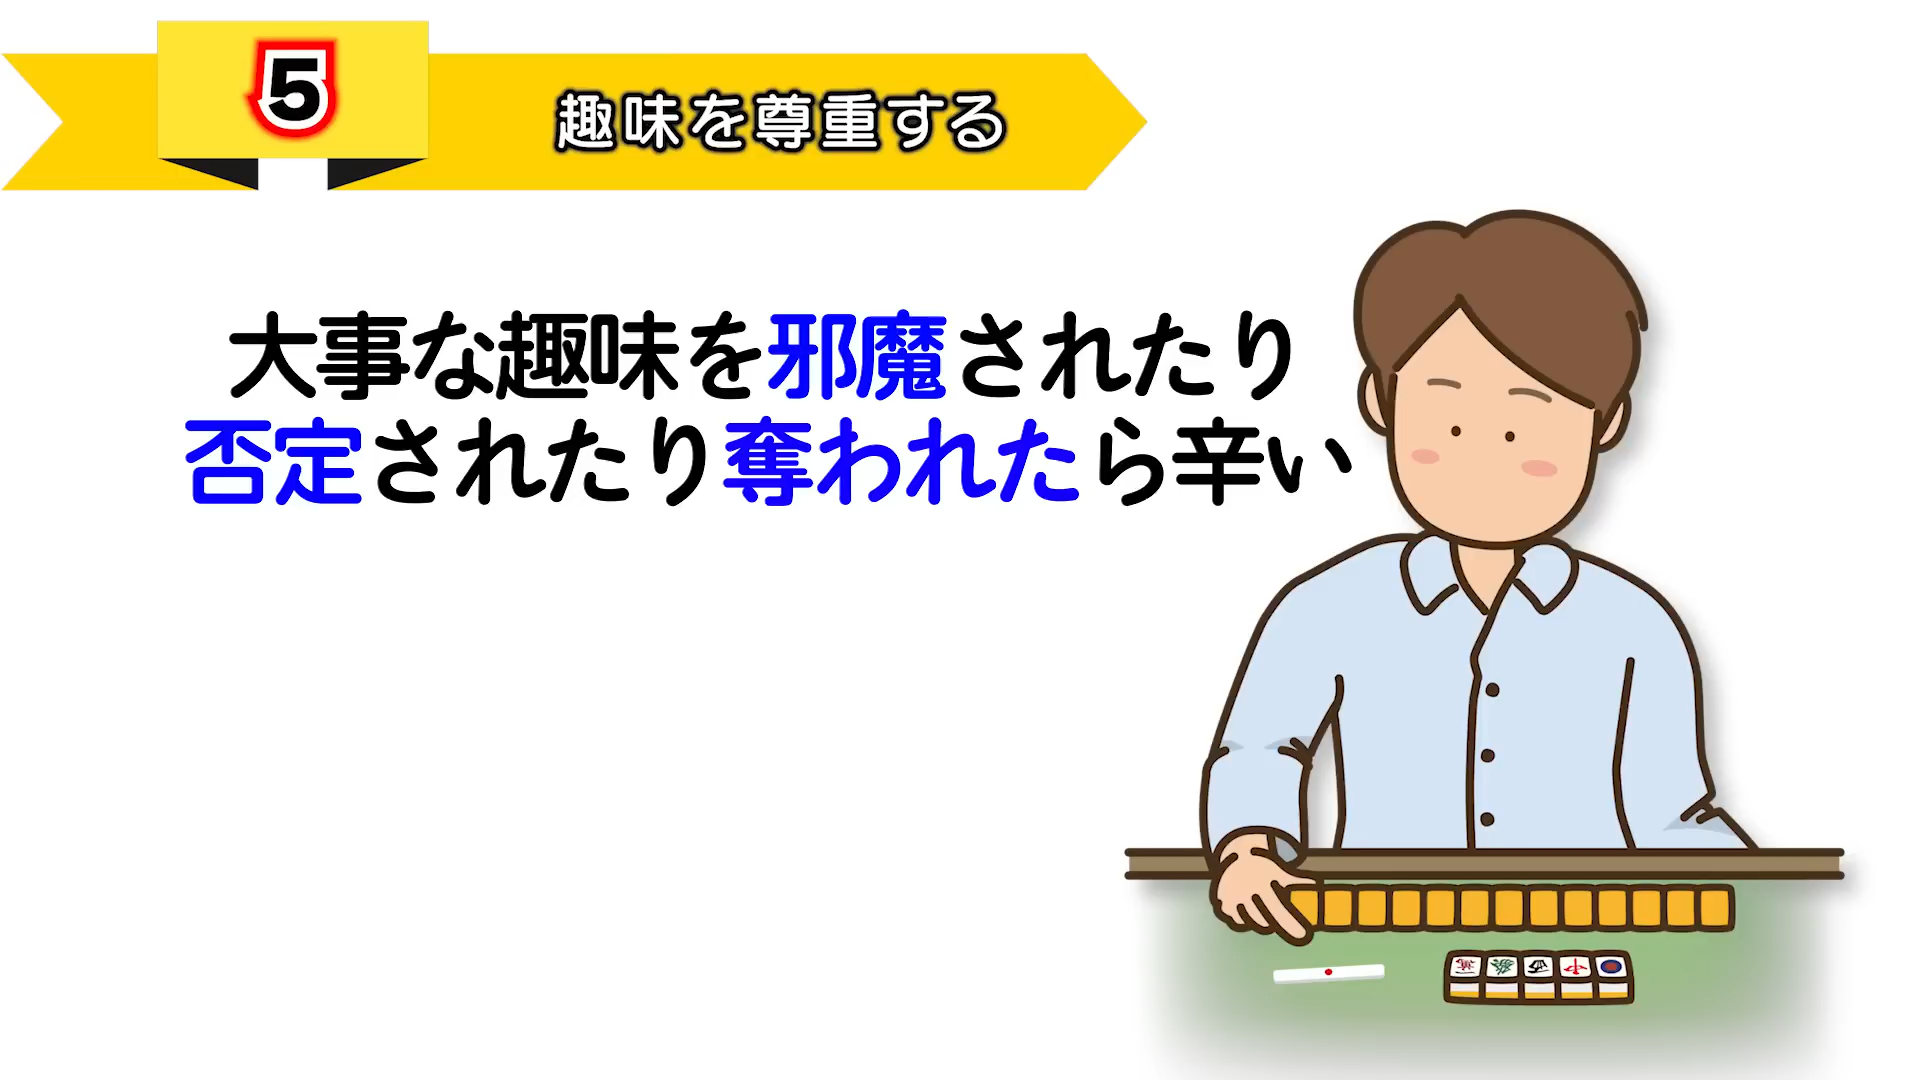 5
趣味を尊重する
大事な趣味を邪魔されたり
否定されたり奪われたら辛い